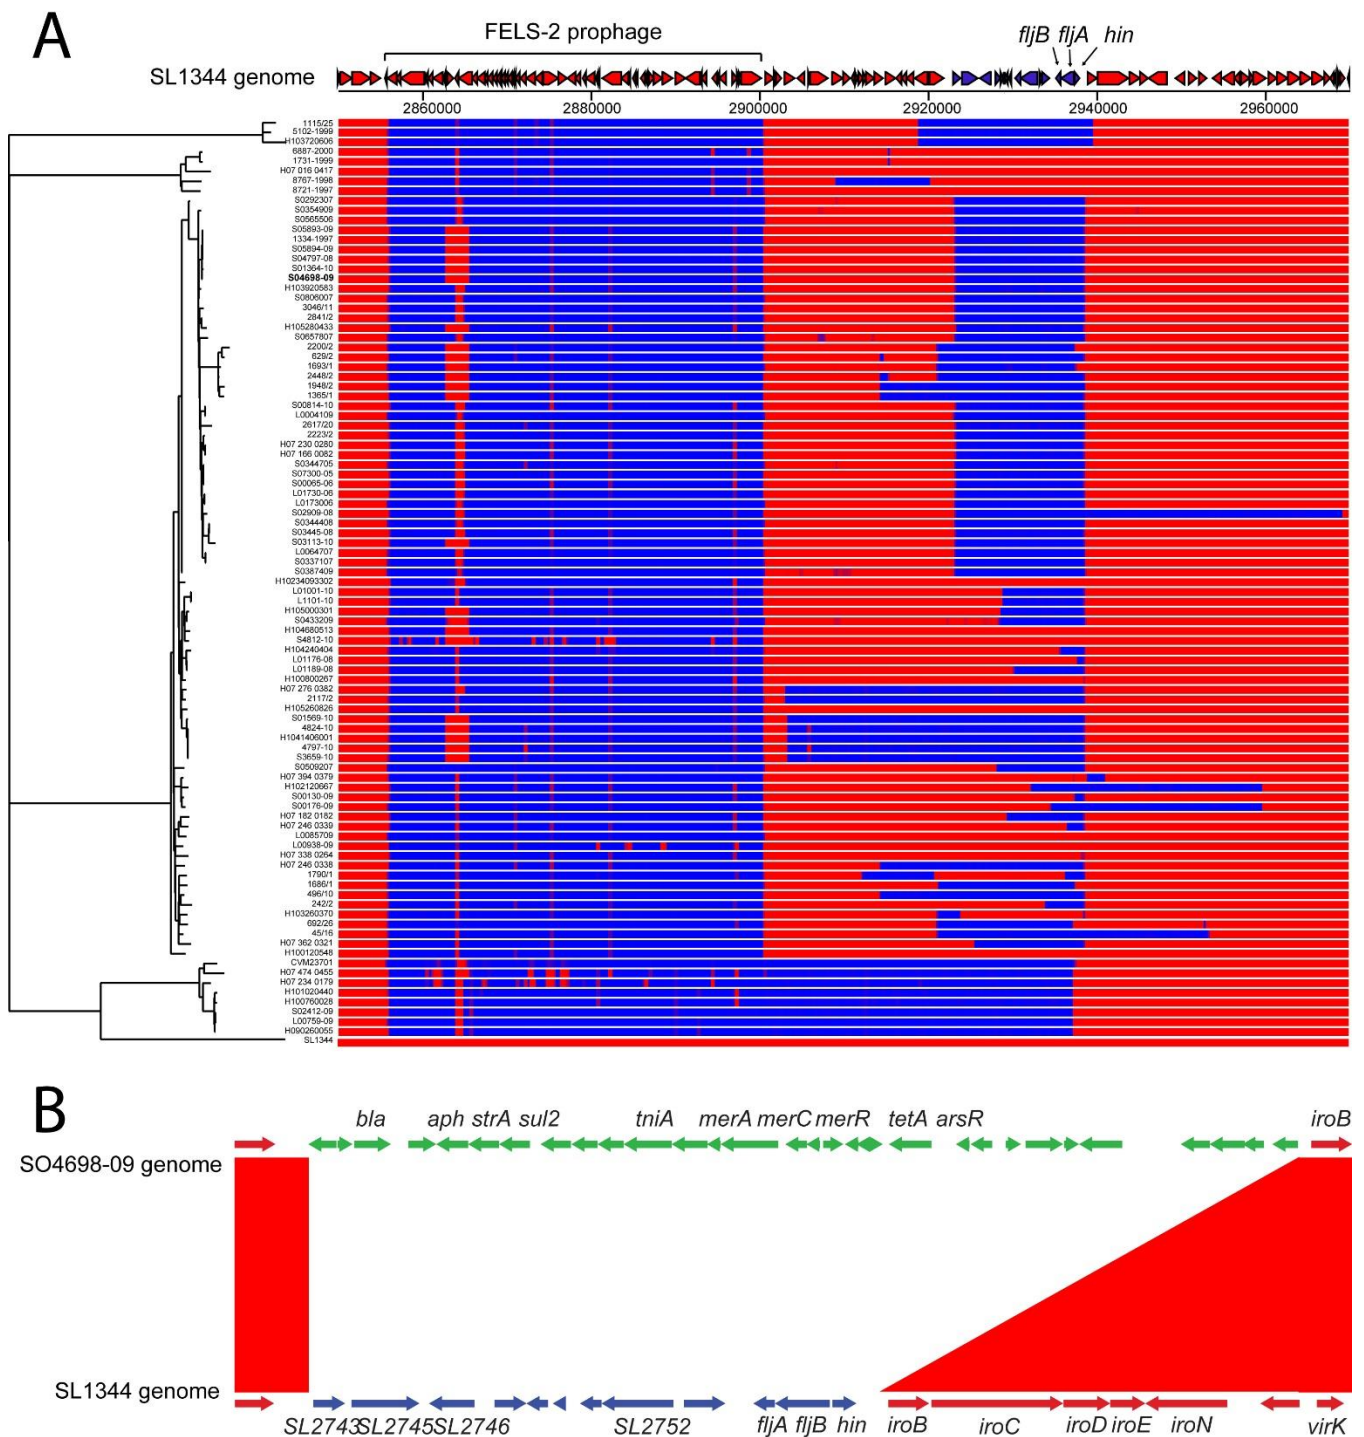 A
FELS-2 prophage
fljB fljA hin
SL1344 genome
2860000 2880000 2900000 2920000 2940000 2960000
1115/25
5102-1999
H103720606
6887-2000
1731-1999
H07 016 0417
8767-1998
8721-1997
S0292307
S0354909
S0565506
S05893-09
1334-1997
S05894-09
S04797-08
S01364-10
S04698-09
H103920583
S0806007
3046/11
2841/2
H105280433
S0657807
2200/2
629/2
1693/1
2448/2
1948/2
1365/1
S00814-10
L0004109
2617/20
2223/2
H07 230 0280
H07 166 0082
S0344705
S07300-05
S00065-06
L01730-06
L0173006
S02909-08
S0344408
S03445-08
S03113-10
L0064707
S0337107
S0387409
H10234093302
L01001-10
L1101-10
H105000301
S0433209
H104680513
S4812-10
H104240404
L01176-08
L01189-08
H100800267
H07 276 0382
2117/2
H105260826
S01569-10
4824-10
H1041406001
4797-10
S3659-10
S0509207
H07 394 0379
H102120667
S00130-09
S00176-09
H07 182 0182
H07 246 0339
L0085709
L00938-09
H07 338 0264
H07 246 0338
1790/1
1686/1
496/10
242/2
H103260370
692/26
45/16
H07 362 0321
H100120548
CVM23701
H07 474 0455
H07 234 0179
H101020440
H100760028
S02412-09
L00759-09
H090260055
SL1344
B
bla aph strA sul2 tniA merA merC merR tetA arsR iroB
SO4698-09 genome
SL1344 genome
SL2743 SL2745 SL2746 SL2752 fljA fljB hin iroB iroC iroD iroE iroN virK